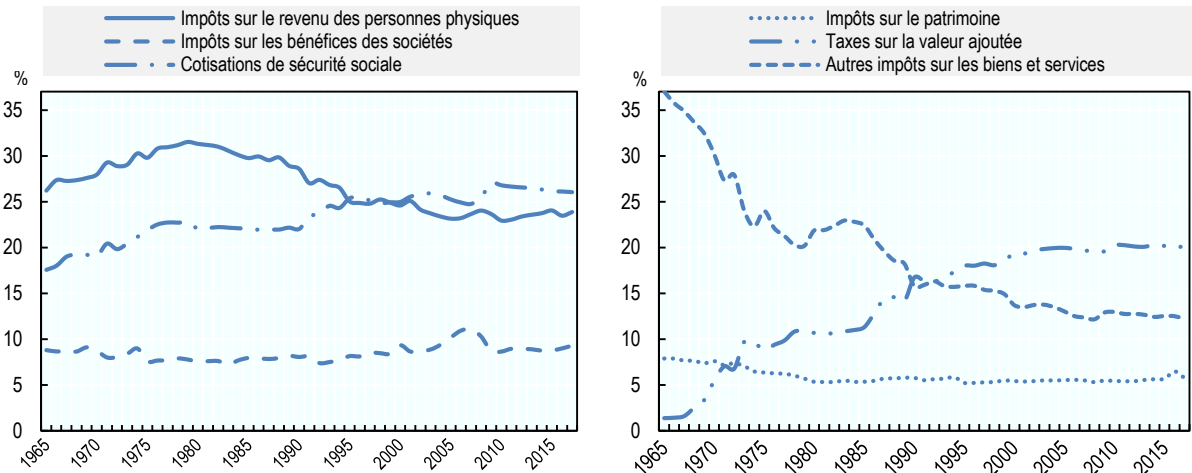 Impôts sur le revenu des personnes physiques
Impôts sur les bénéfices des sociétés
Cotisations de sécurité sociale
%
35
30
25
20
15
10
5
0
1965 1970 1975 1980 1985 1990 1995 2000 2005 2010 2015
Impôts sur le patrimoine
Taxes sur la valeur ajoutée
Autres impôts sur les biens et services
%
35
30
25
20
15
10
5
0
1965 1970 1975 1980 1985 1990 1995 2000 2005 2010 2015